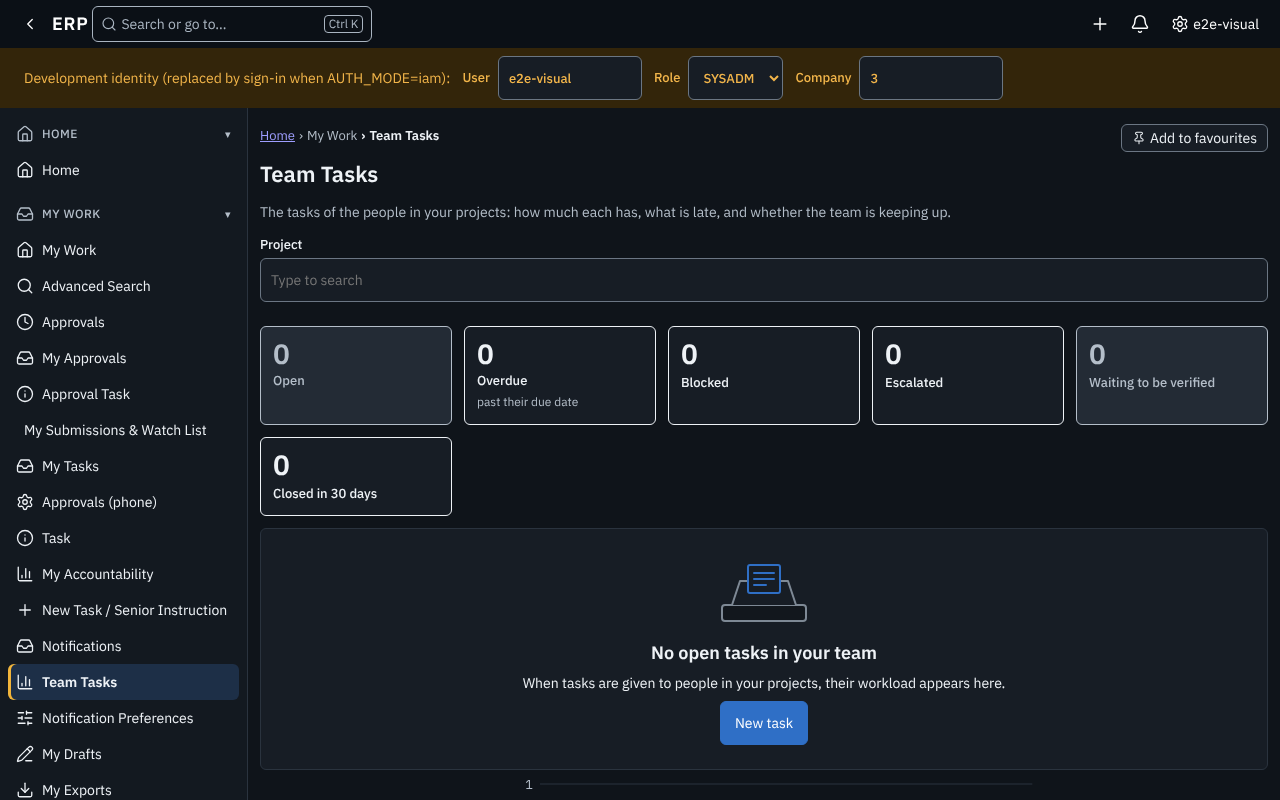 ERP
Search or go to...
Ctrl K
e2e-visual
Development identity (replaced by sign-in when AUTH_MODE=iam):
User
e2e-visual
Role
SYSADM
Company
3
HOME
Home
MY WORK
My Work
Advanced Search
Approvals
My Approvals
Approval Task
My Submissions & Watch List
My Tasks
Approvals (phone)
Task
My Accountability
New Task / Senior Instruction
Notifications
Team Tasks
Notification Preferences
My Drafts
My Exports
Home › My Work › Team Tasks
Add to favourites
Team Tasks
The tasks of the people in your projects: how much each has, what is late, and whether the team is keeping up.
Project
Type to search
0
Open
0
Overdue
past their due date
0
Blocked
0
Escalated
0
Waiting to be verified
0
Closed in 30 days
No open tasks in your team
When tasks are given to people in your projects, their workload appears here.
New task
1